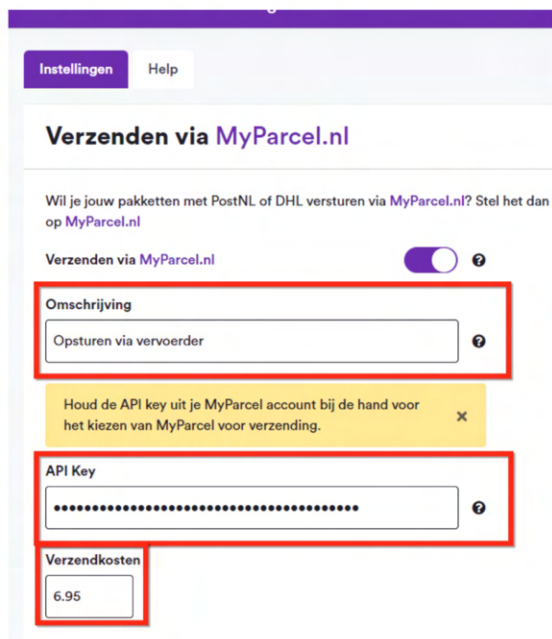 Instellingen
Help
Verzenden via MyParcel.nl
Wil je jouw pakketten met PostNL of DHL versturen via MyParcel.nl? Stel het dan
op MyParcel.nl
Verzenden via MyParcel.nl
Omschrijving
Opsturen via vervoerder
Houd de API key uit je MyParcel account bij de hand voor
het kiezen van MyParcel voor verzending.
API Key
Verzendkosten
6.95